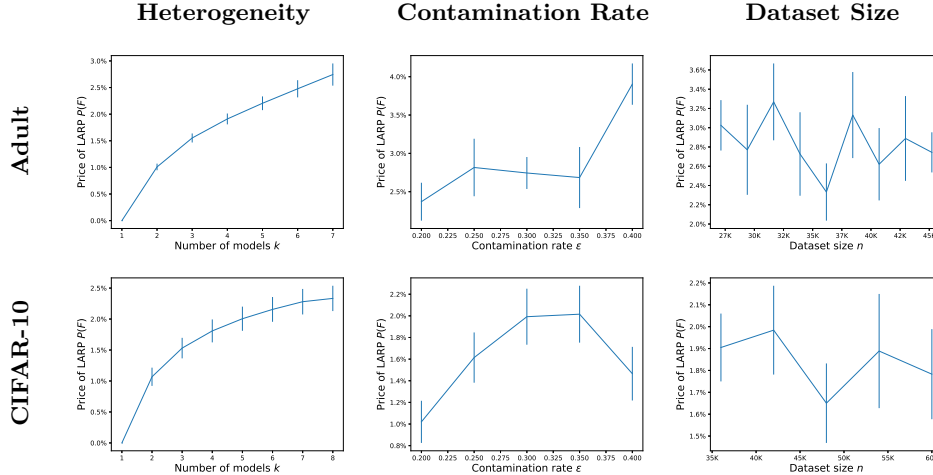 Heterogeneity Contamination Rate Dataset Size
Adult
Price of LARP P(F)
3.0%
2.5%
2.0%
1.5%
1.0%
0.5%
0.0%
1 2 3 4 5 6 7
Number of models k
Price of LARP P(F)
4.0%
3.5%
3.0%
2.5%
0.200 0.225 0.250 0.275 0.300 0.325 0.350 0.375 0.400
Contamination rate ε
Price of LARP P(F)
3.6%
3.4%
3.2%
3.0%
2.8%
2.6%
2.4%
2.2%
2.0%
27K 30K 32K 35K 37K 40K 42K 45K
Dataset size n
CIFAR-10
Price of LARP P(F)
2.5%
2.0%
1.5%
1.0%
0.5%
0.0%
1 2 3 4 5 6 7 8
Number of models k
Price of LARP P(F)
2.2%
2.0%
1.8%
1.6%
1.4%
1.2%
1.0%
0.8%
0.200 0.225 0.250 0.275 0.300 0.325 0.350 0.375 0.400
Contamination rate ε
Price of LARP P(F)
2.2%
2.1%
2.0%
1.9%
1.8%
1.7%
1.6%
1.5%
35K 40K 45K 50K 55K
Dataset size n